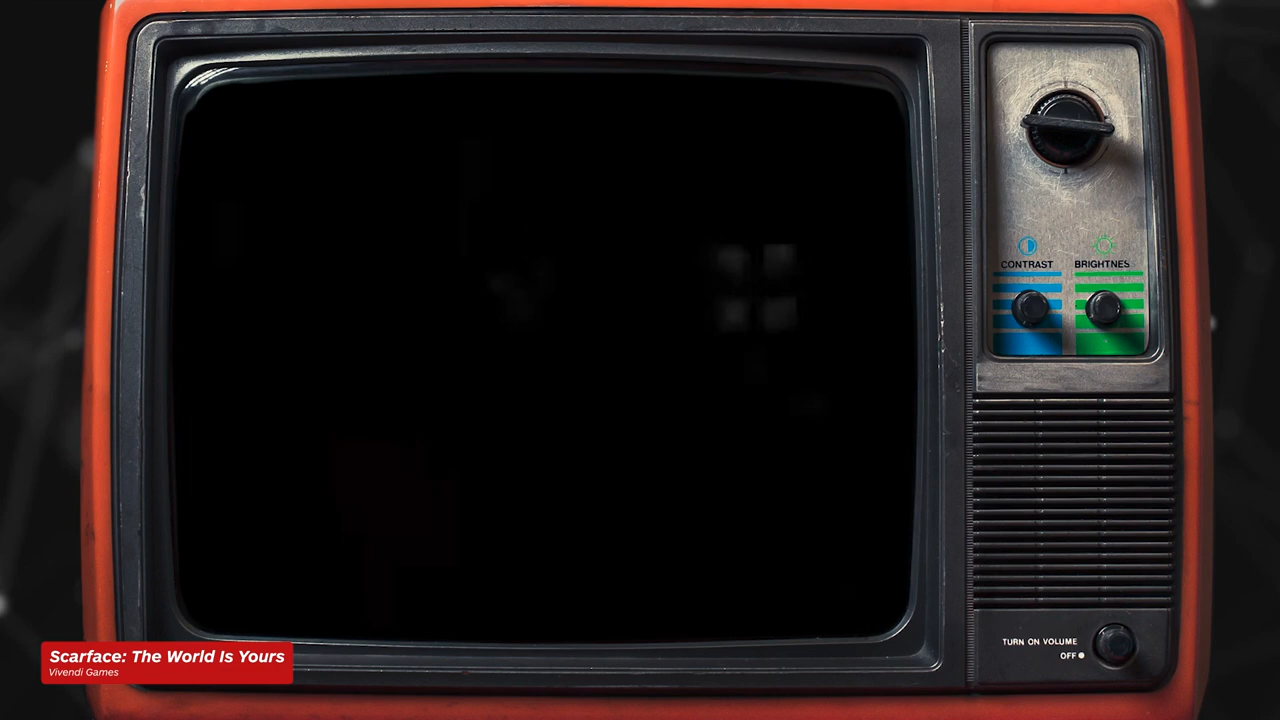 CONTRAST BRIGHTNES
TURN ON VOLUME
OFF
Scarface: The World Is Yours
Vivendi Games